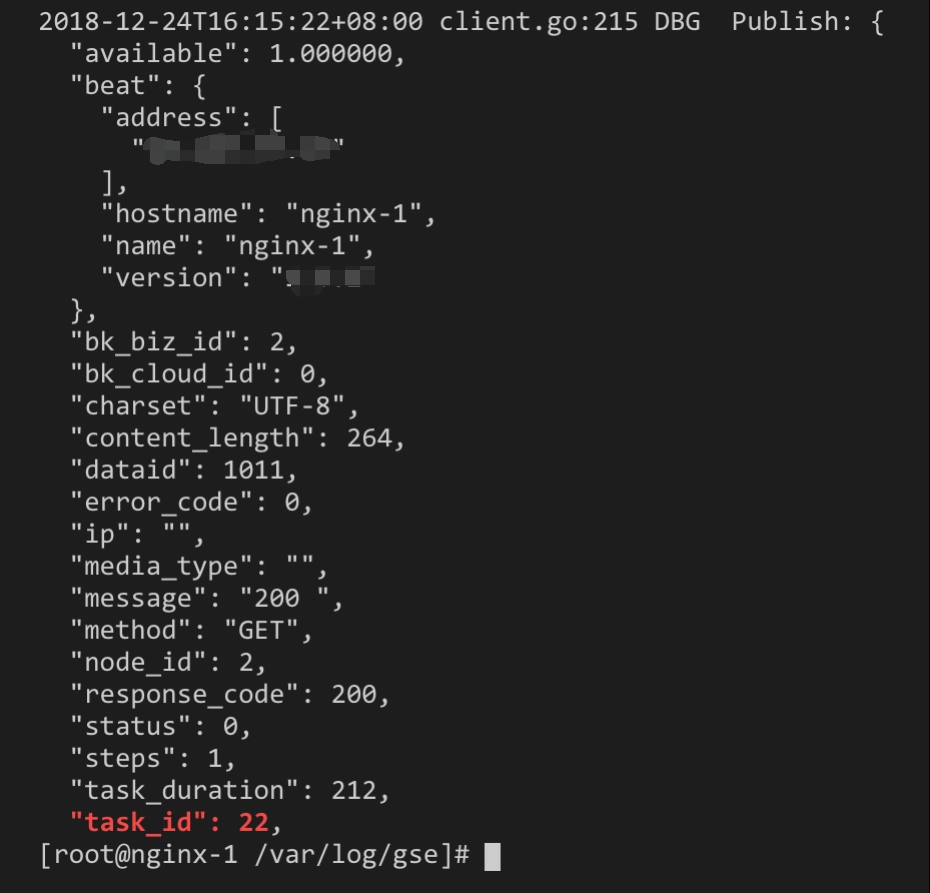 2018-12-24T16:15:22+08:00 client.go:215 DBG  Publish: {
  "available": 1.000000,
  "beat": {
    "address": [
      ""
    ],
    "hostname": "nginx-1",
    "name": "nginx-1",
    "version": "
  },
  "bk_biz_id": 2,
  "bk_cloud_id": 0,
  "charset": "UTF-8",
  "content_length": 264,
  "dataid": 1011,
  "error_code": 0,
  "ip": "",
  "media_type": "",
  "message": "200 ",
  "method": "GET",
  "node_id": 2,
  "response_code": 200,
  "status": 0,
  "steps": 1,
  "task_duration": 212,
  "task_id": 22,
[root@nginx-1 /var/log/gse]#